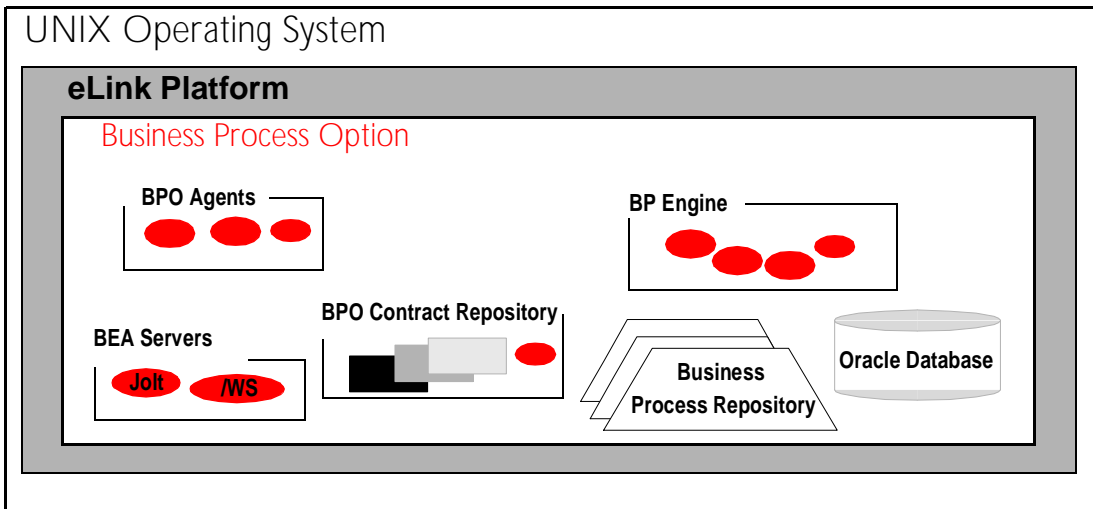 UNIX Operating System
eLink Platform
Business Process Option
BPO Agents
BP Engine
BPO Contract Repository
BEA Servers
Jolt
/WS
Business
Process Repository
Oracle Database